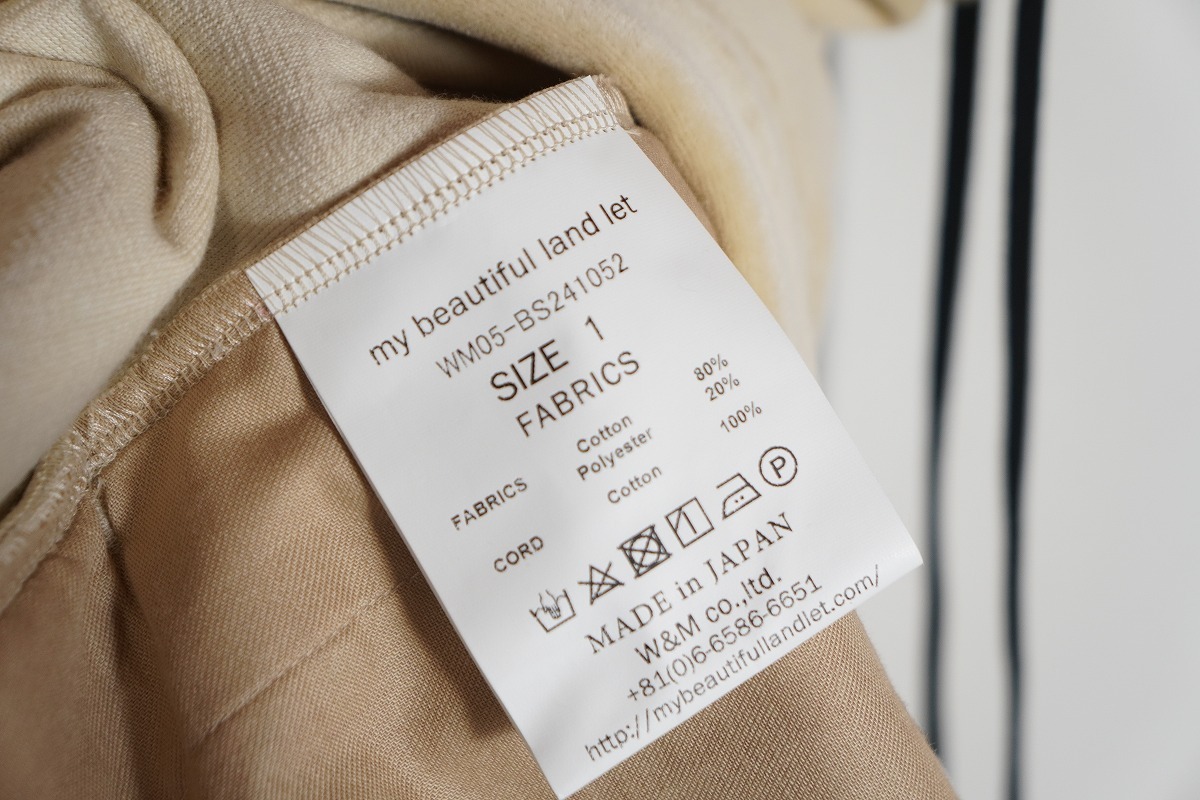 my beautiful land let
WM05-BS241052
SIZE 1
FABRICS
FABRICS Cotton 80%
Polyester 20%
CORD Cotton 100%
P
MADE in JAPAN
W&M co.,ltd.
+81(0)6-6586-6651
http://mybeautifullandlet.com/